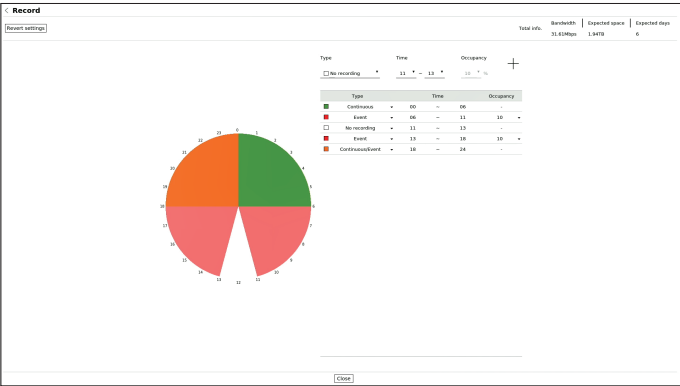 < Record
Revert settings
Total info.
Bandwidth Expected space Expected days
31.61Mbps 1.94TB 6
Type Time Occupancy
No recording 11 ~ 13 10 %
Type Time Occupancy
Continuous 00 ~ 06 -
Event 06 ~ 11 10
No recording 11 ~ 13 -
Event 13 ~ 18 10
Continuous/Event 18 ~ 24 -
0
1
2
3
4
5
6
7
8
9
10
11
12
13
14
15
16
17
18
19
20
21
22
23
Close